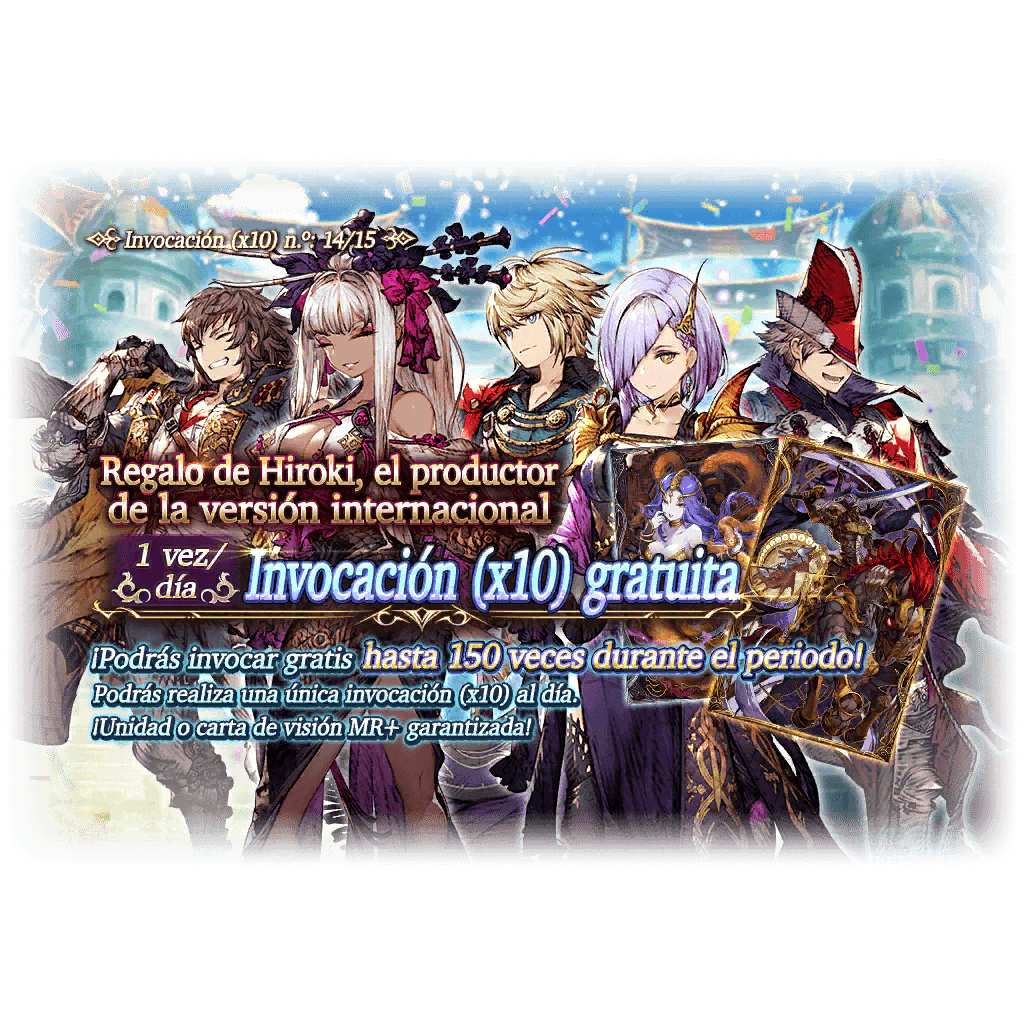 Invocación (x10) n.º: 14/15
Regalo de Hiroki, el productor
de la versión internacional
1 vez/
día
Invocación (x10) gratuita
¡Podrás invocar gratis hasta 150 veces durante el periodo!
Podrás realiza una única invocación (x10) al día.
¡Unidad o carta de visión MR+ garantizada!